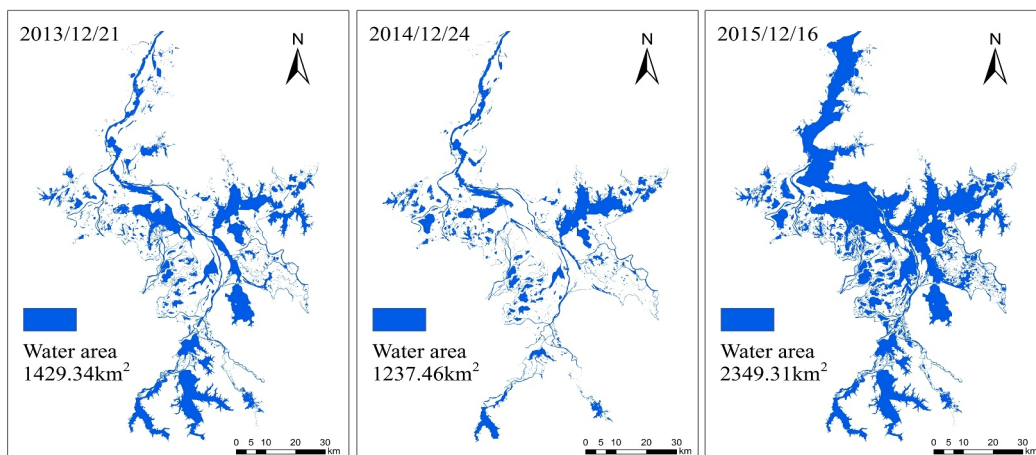 2013/12/21
N
Water area
1429.34km²
0 5 10 20 30
km
2014/12/24
N
Water area
1237.46km²
0 5 10 20 30
km
2015/12/16
N
Water area
2349.31km²
0 5 10 20 30
km